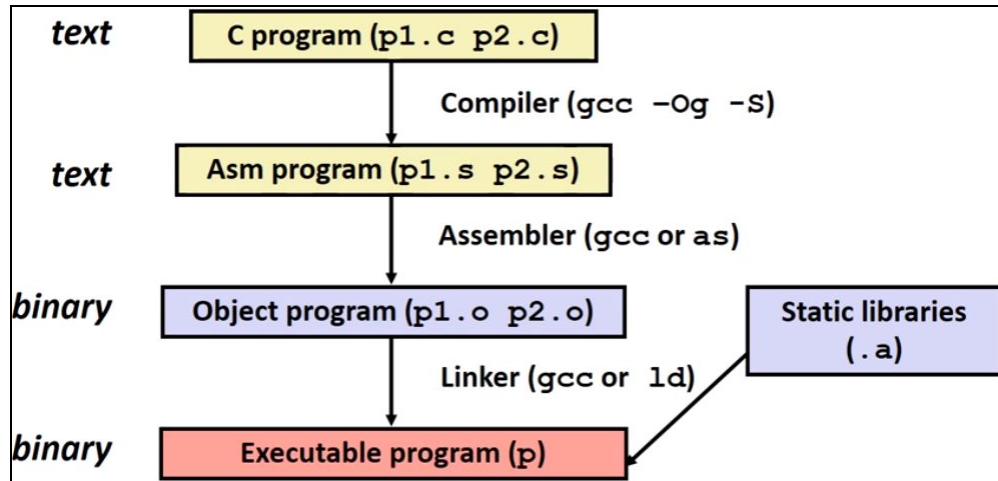 text
C program (p1.c p2.c)
Compiler (gcc –Og -S)
text
Asm program (p1.s p2.s)
Assembler (gcc or as)
binary
Object program (p1.o p2.o)
Static libraries
(.a)
Linker (gcc or ld)
binary
Executable program (p)